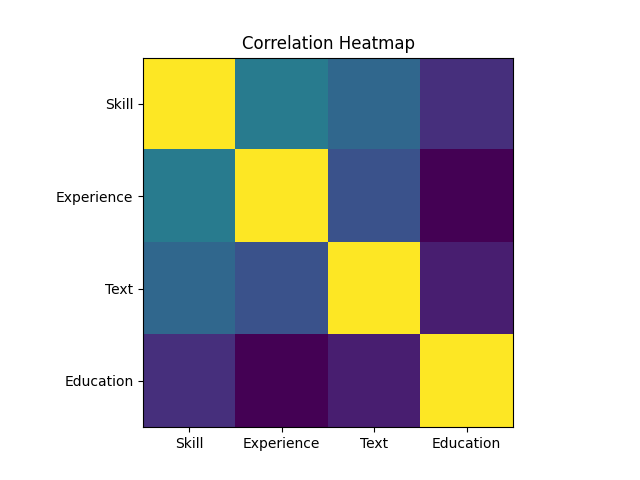 Correlation Heatmap
Skill
Experience
Text
Education
Skill Experience Text Education